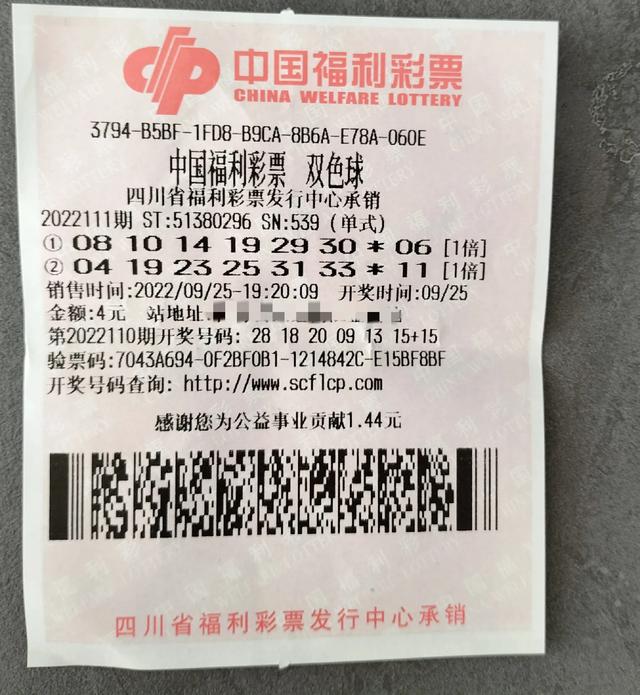 中国福利彩票
CHINA WELFARE LOTTERY
3794-B5BF-1FD8-B9CA-8B6A-E78A-060E
中国福利彩票 双色球
四川省福利彩票发行中心承销
2022111期 ST:51380296 SN:539 (单式)
① 08 10 14 19 29 30 * 06 [1倍]
② 04 19 23 25 31 33 * 11 [1倍]
销售时间:2022/09/25-19:20:09 开奖时间:09/25
金额:4元 站地址
第2022110期开奖号码: 28 18 20 09 13 15+15
验票码:7043A694-0F2BF0B1-1214842C-E15BF8BF
开奖号码查询: http://www.scflcp.com
感谢您为公益事业贡献1.44元
四川省福利彩票发行中心承销